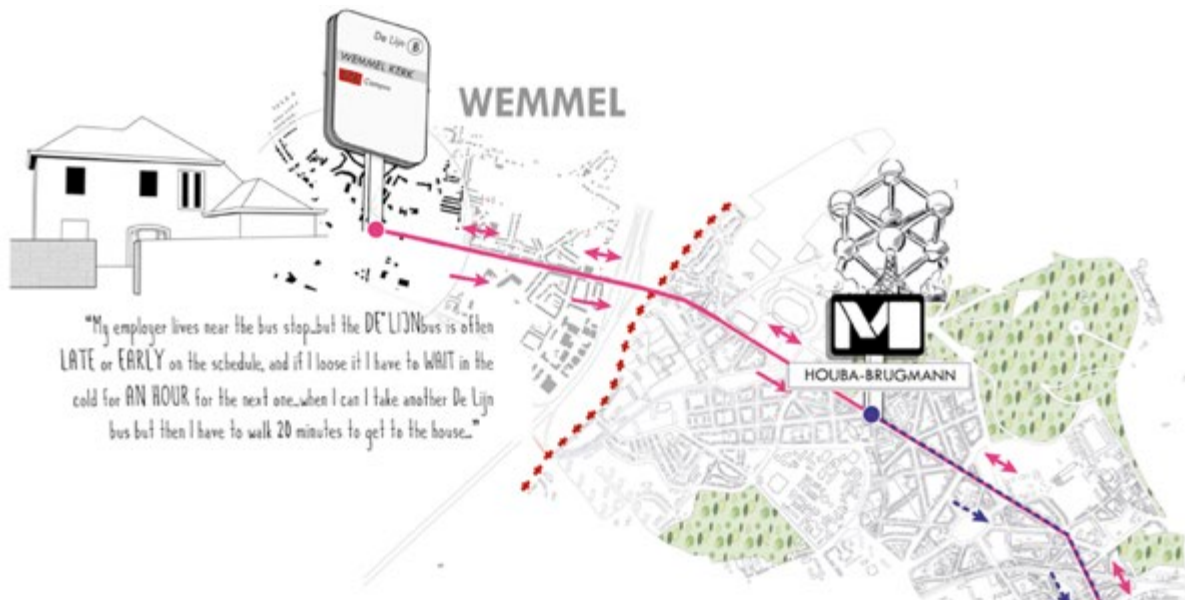 De Lijn B
WEMMEL KERK
Campus
WEMMEL
M
HOUBA-BRUGMANN
"My employer lives near the bus stop..but the DE LIJNbus is often
LATE or EARLY on the schedule, and if I loose it I have to WAIT in the
cold for AN HOUR for the next one...when I can I take another De Lijn
bus but then I have to walk 20 minutes to get to the house..."